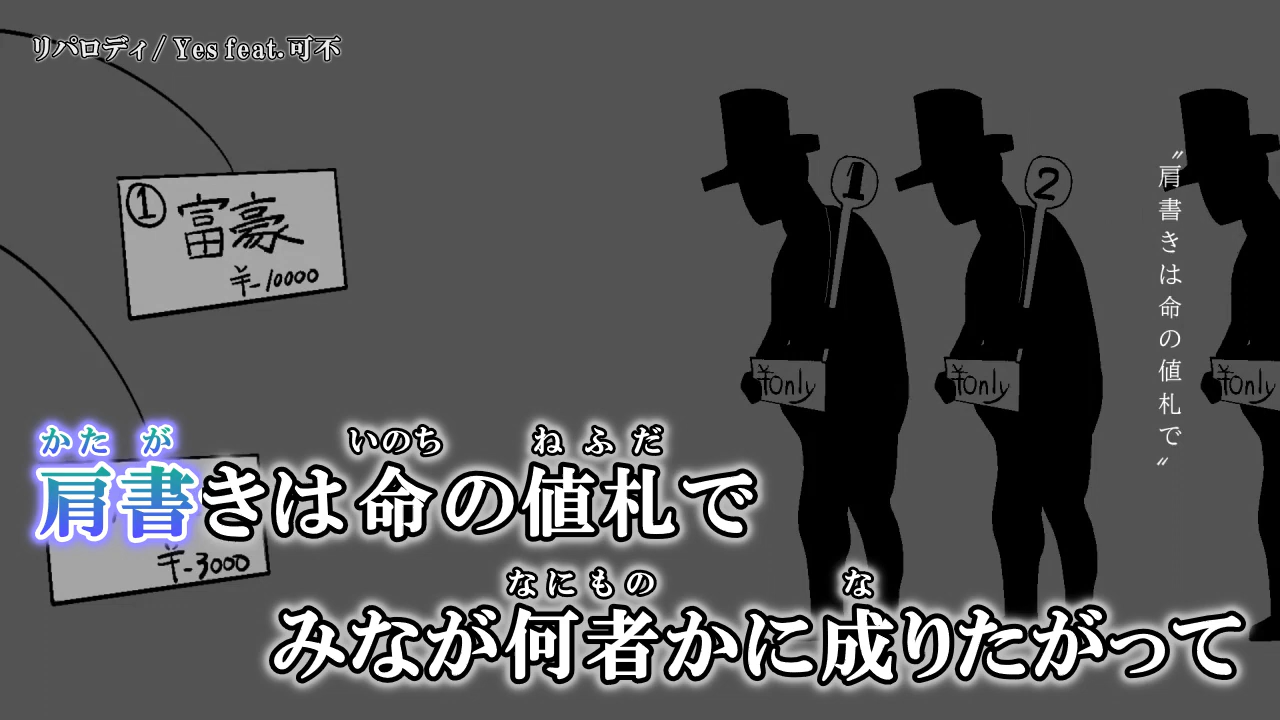 リパロディ/ Yes feat.可不
① 富豪
¥-10000
1
2
〝肩書きは命の値札で〟
¥Only
¥Only
¥Only
かたが いのち ねふだ
肩書きは命の値札で
¥-3000
なにもの な
みなが何者かに成りたがって